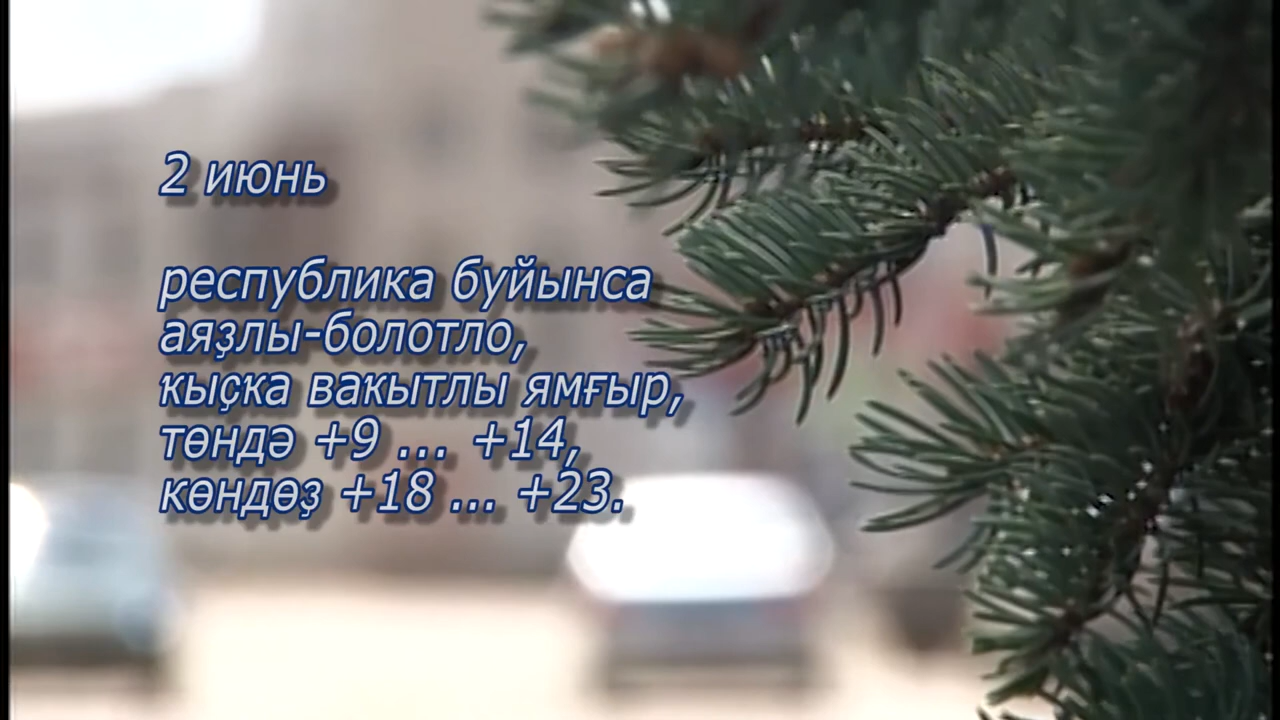 2 июнь
республика буйынса
аяҙлы-болотло,
ҡыҫҡа ваҡытлы ямғыр,
төндә +9 ... +14,
көндөҙ +18 ... +23.